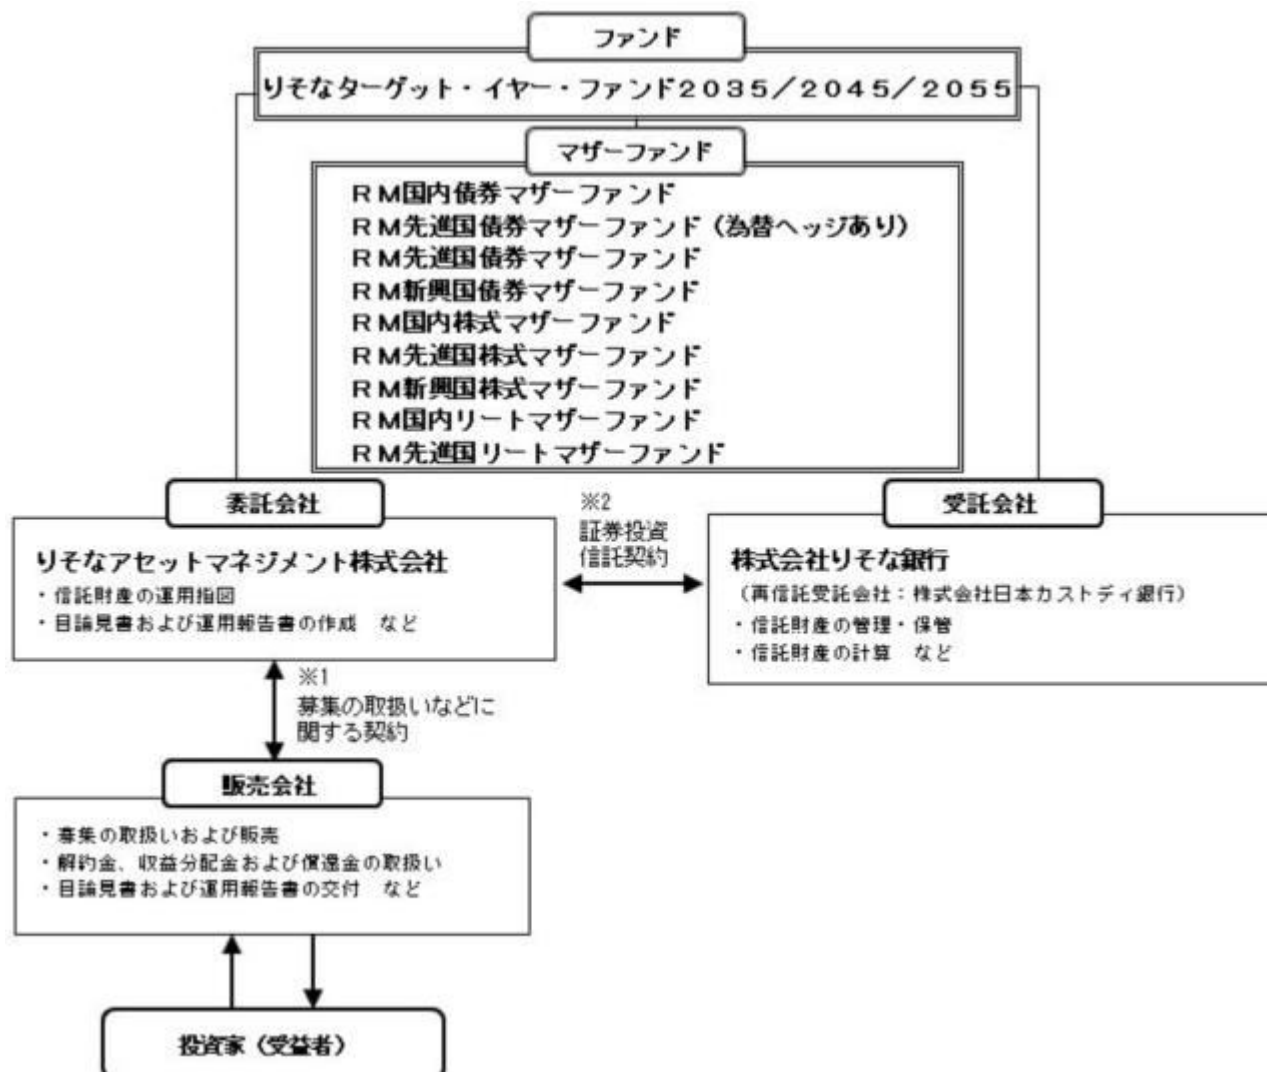 ファンド
りそなターゲット・イヤー・ファンド2035/2045/2055
マザーファンド
RM国内債券マザーファンド
RM先進国債券マザーファンド(為替ヘッジあり)
RM先進国債券マザーファンド
RM新興国債券マザーファンド
RM国内株式マザーファンド
RM先進国株式マザーファンド
RM新興国株式マザーファンド
RM国内リートマザーファンド
RM先進国リートマザーファンド
委託会社
りそなアセットマネジメント株式会社
・信託財産の運用指図
・目論見書および運用報告書の作成 など
※2
証券投資
信託契約
受託会社
株式会社りそな銀行
(再信託受託会社:株式会社日本カストディ銀行)
・信託財産の管理・保管
・信託財産の計算 など
※1
募集の取扱いなどに
関する契約
販売会社
・募集の取扱いおよび販売
・解約金、収益分配金および償還金の取扱い
・目論見書および運用報告書の交付 など
投資家(受益者)